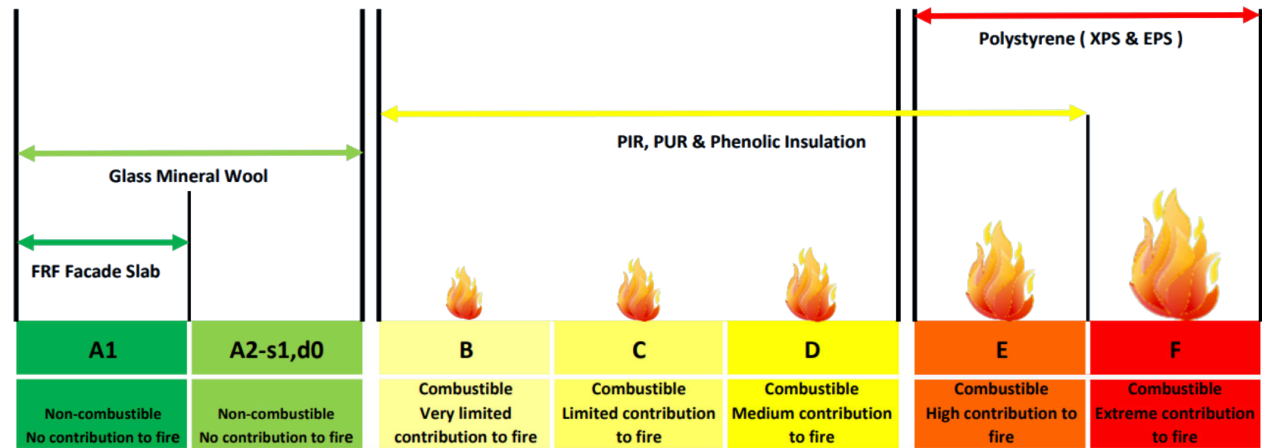 Polystyrene ( XPS & EPS )
PIR, PUR & Phenolic Insulation
Glass Mineral Wool
FRF Facade Slab
A1
A2-s1,d0
B
C
D
E
F
Non-combustible
No contribution to fire
Non-combustible
No contribution to fire
Combustible
Very limited
contribution to fire
Combustible
Limited contribution
to fire
Combustible
Medium contribution
to fire
Combustible
High contribution to
fire
Combustible
Extreme contribution
to fire